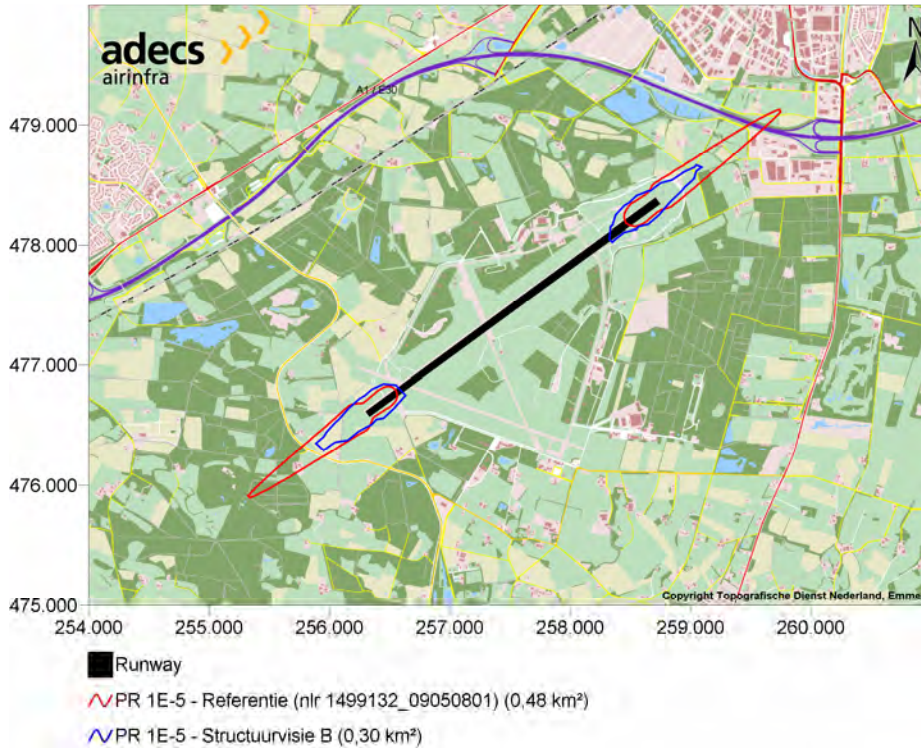 adecs
airinfra
N
A1 / E30
479.000
478.000
477.000
476.000
475.000
Copyright Topografische Dienst Nederland, Emme
254.000 255.000 256.000 257.000 258.000 259.000 260.000
Runway
PR 1E-5 - Referentie (nlr 1499132_09050801) (0,48 km²)
PR 1E-5 - Structuurvisie B (0,30 km²)